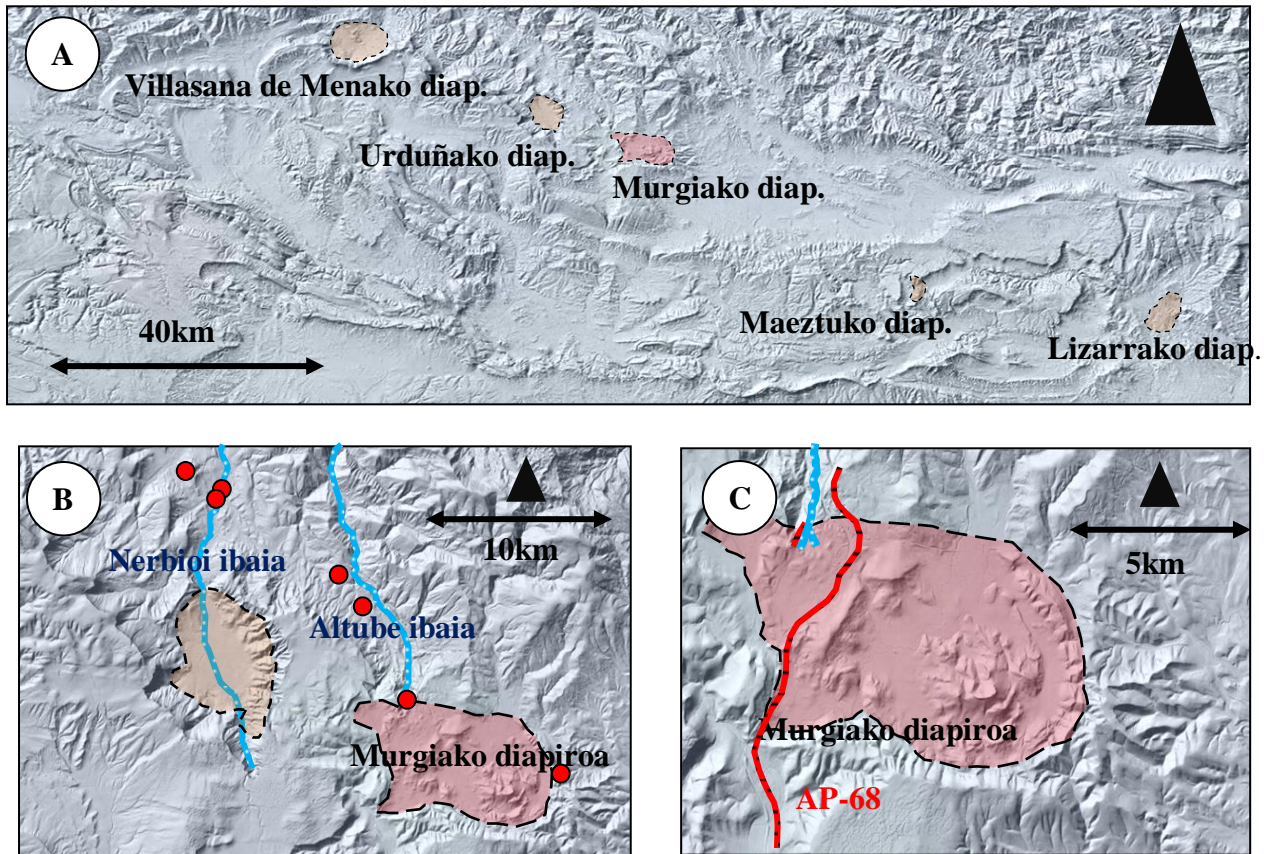 A
Villasana de Menako diap.
Urduñako diap.
Murgiako diap.
40km
Maeztuko diap.
Lizarrako diap.
B
10km
Nerbioi ibaia
Altube ibaia
Murgiako diapiroa
C
5km
Murgiako diapiroa
AP-68